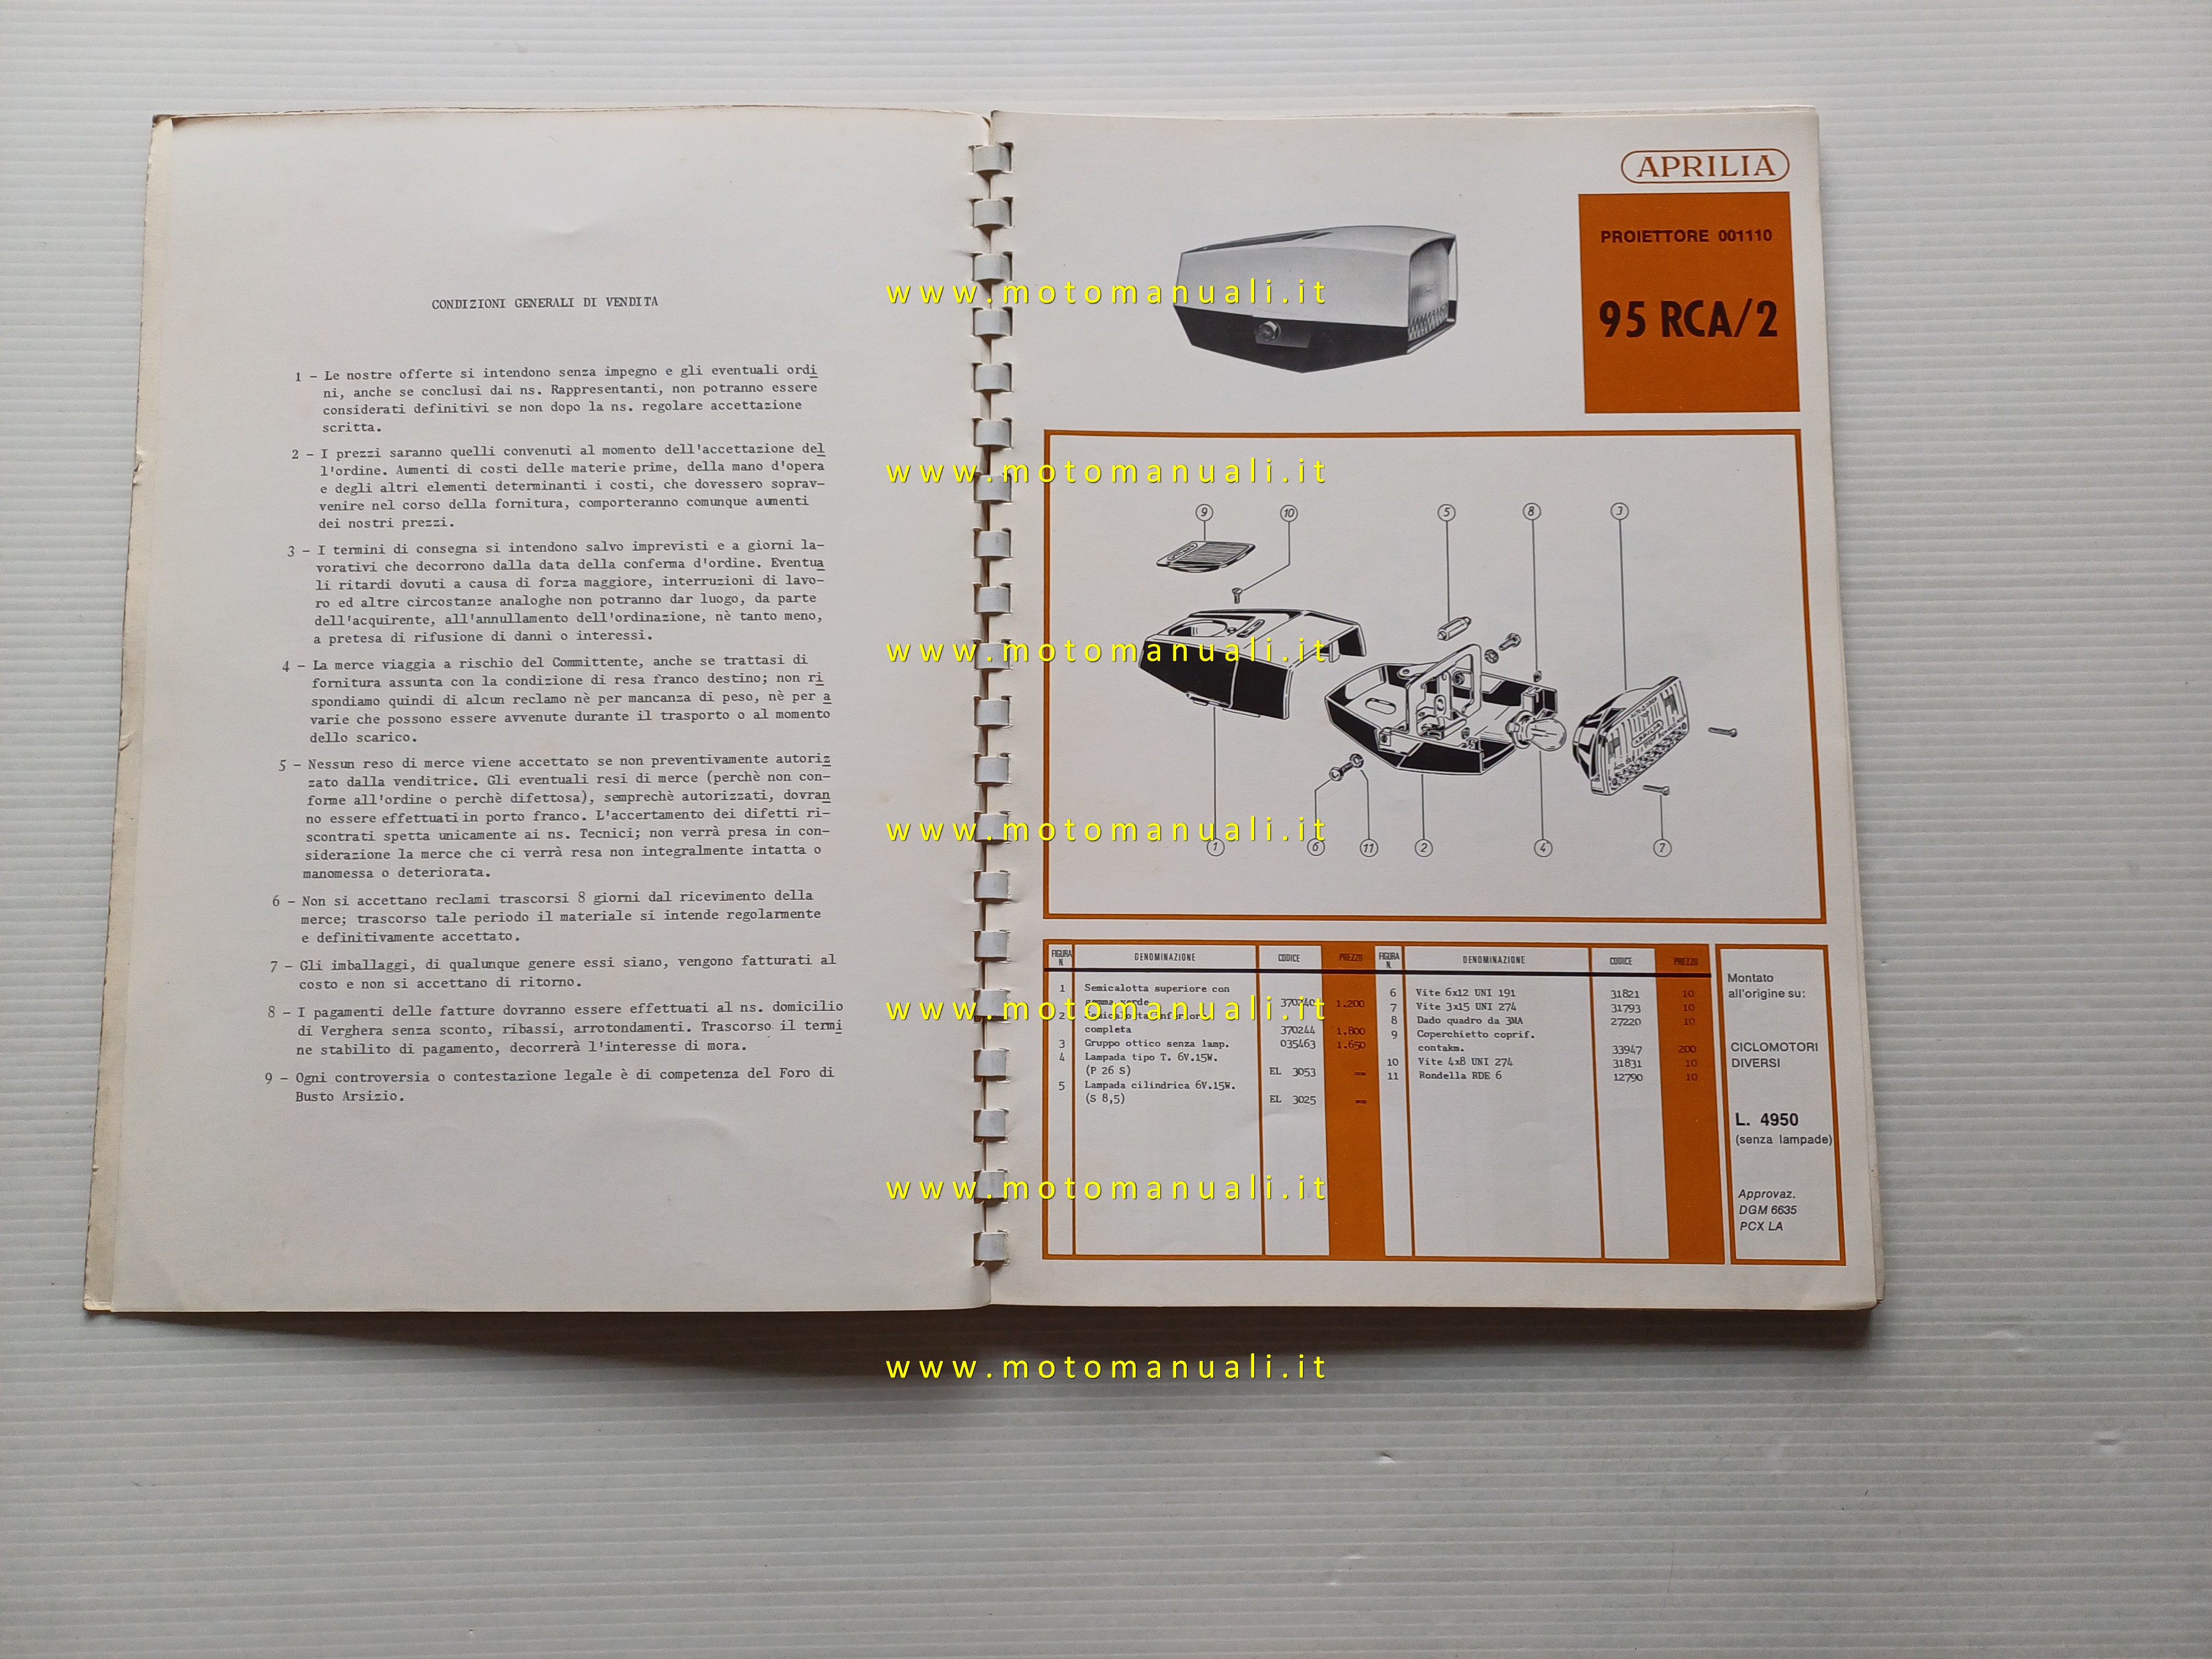 CONDIZIONI GENERALI DI VENDITA
1 - Le nostre offerte si intendono senza impegno e gli eventuali ordi
ni, anche se conclusi dai ns. Rappresentanti, non potranno essere
considerati definitivi se non dopo la ns. regolare accettazione
scritta.
2 - I prezzi saranno quelli convenuti al momento dell'accettazione del
l'ordine. Aumenti di costi delle materie prime, della mano d'opera
e degli altri elementi determinanti i costi, che dovessero soprav-
venire nel corso della fornitura, comporteranno comunque aumenti
dei nostri prezzi.
3 - I termini di consegna si intendono salvo imprevisti e a giorni la-
vorativi che decorrono dalla data della conferma d'ordine. Eventua
li ritardi dovuti a causa di forza maggiore, interruzioni di lavo-
ro ed altre circostanze analoghe non potranno dar luogo, da parte
dell'acquirente, all'annullamento dell'ordinazione, nè tanto meno,
a pretesa di rifusione di danni o interessi.
4 - La merce viaggia a rischio del Committente, anche se trattasi di
fornitura assunta con la condizione di resa franco destino; non ri
spondiamo quindi di alcun reclamo nè per mancanza di peso, nè per a
varie che possono essere avvenute durante il trasporto o al momento
dello scarico.
5 - Nessun reso di merce viene accettato se non preventivamente autoriz
zato dalla venditrice. Gli eventuali resi di merce (perchè non con-
forme all'ordine o perchè difettosa), semprechè autorizzati, dovran
no essere effettuati in porto franco. L'accertamento dei difetti ri-
scontrati spetta unicamente ai ns. Tecnici; non verrà presa in con-
siderazione la merce che ci verrà resa non integralmente intatta o
manomessa o deteriorata.
6 - Non si accettano reclami trascorsi 8 giorni dal ricevimento della
merce; trascorso tale periodo il materiale si intende regolarmente
e definitivamente accettato.
7 - Gli imballaggi, di qualunque genere essi siano, vengono fatturati al
costo e non si accettano di ritorno.
8 - I pagamenti delle fatture dovranno essere effettuati al ns. domicilio
di Verghera senza sconto, ribassi, arrotondamenti. Trascorso il termi
ne stabilito di pagamento, decorrerà l'interesse di mora.
9 - Ogni controversia o contestazione legale è di competenza del Foro di
Busto Arsizio.
APRILIA
PROIETTORE 001110
95 RCA/2
9 10 5 8 3
1 6 11 2 4 7
FIGURA N. DENOMINAZIONE CODICE PREZZO FIGURA N. DENOMINAZIONE CODICE PREZZO
1 Semicalotta superiore con
gemma verde 370240 1.200
2 Semicalotta inferiore
completa 370244 1.800
3 Gruppo ottico senza lamp. 035463 1.650
4 Lampada tipo T. 6V.15W.
(P 26 S) EL 3053 --
5 Lampada cilindrica 6V.15W.
(S 8,5) EL 3025 --
6 Vite 6x12 UNI 191 31821 10
7 Vite 3x15 UNI 274 31793 10
8 Dado quadro da 3MA 27220 10
9 Coperchietto coprif.
contakm. 33947 200
10 Vite 4x8 UNI 274 31831 10
11 Rondella RDE 6 12790 10
Montato
all'origine su:
CICLOMOTORI
DIVERSI
L. 4950
(senza lampade)
Approvaz.
DGM 6635
PCX LA
www.motomanuali.it
www.motomanuali.it
www.motomanuali.it
www.motomanuali.it
www.motomanuali.it
www.motomanuali.it
www.motomanuali.it